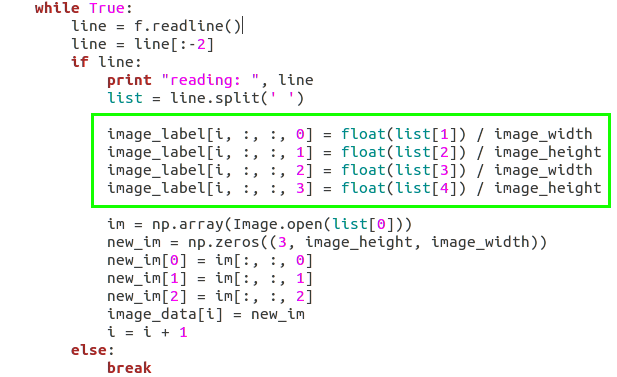 while True:
    line = f.readline()
    line = line[:-2]
    if line:
        print "reading: ", line
        list = line.split(' ')

        image_label[i, :, :, 0] = float(list[1]) / image_width
        image_label[i, :, :, 1] = float(list[2]) / image_height
        image_label[i, :, :, 2] = float(list[3]) / image_width
        image_label[i, :, :, 3] = float(list[4]) / image_height

        im = np.array(Image.open(list[0]))
        new_im = np.zeros((3, image_height, image_width))
        new_im[0] = im[:, :, 0]
        new_im[1] = im[:, :, 1]
        new_im[2] = im[:, :, 2]
        image_data[i] = new_im
        i = i + 1
    else:
        break